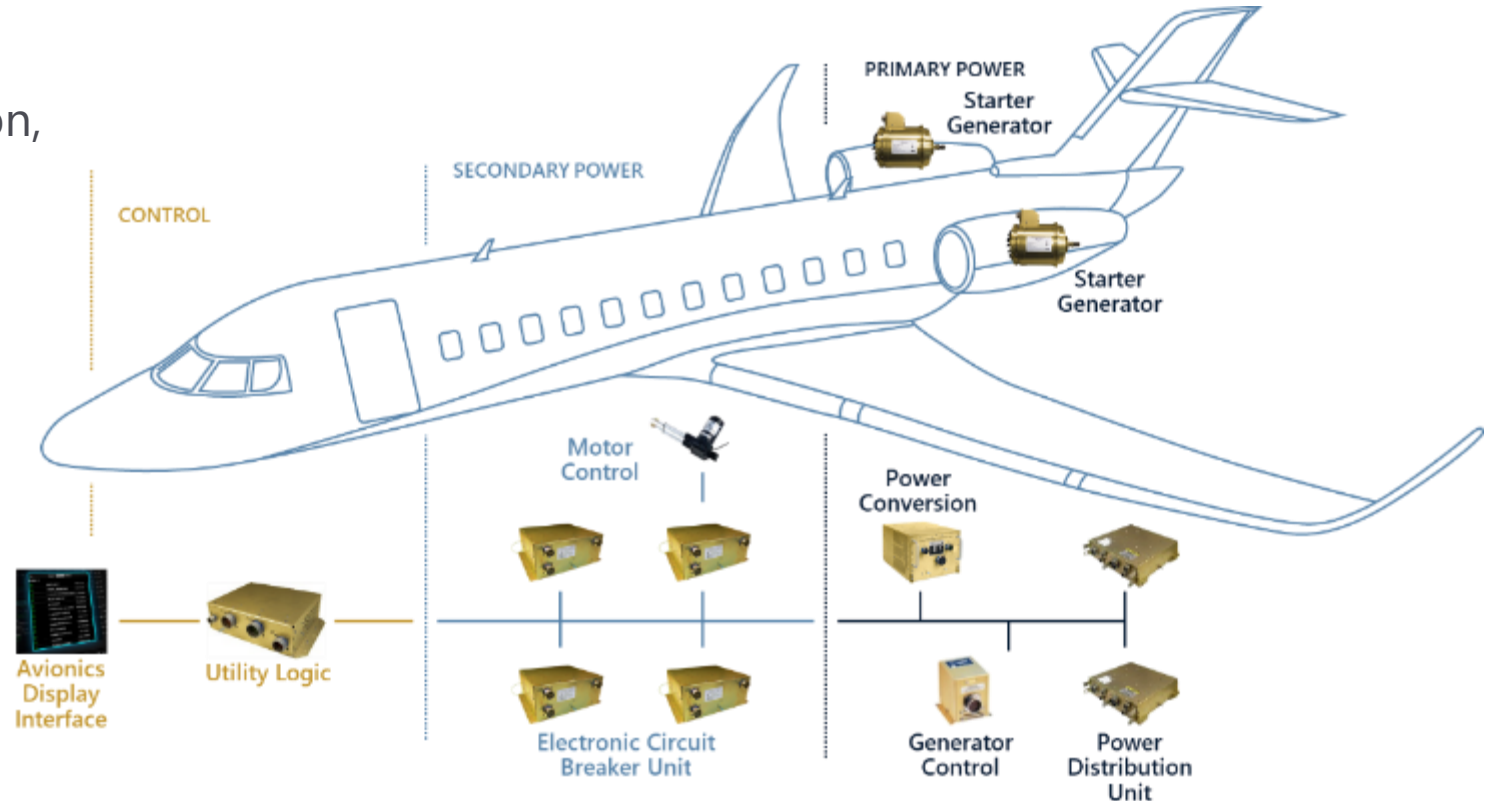 on,
PRIMARY POWER
Starter
Generator
SECONDARY POWER
CONTROL
Starter
Generator
Motor
Control
Power
Conversion
Avionics
Display
Interface
Utility Logic
Electronic Circuit
Breaker Unit
Generator
Control
Power
Distribution
Unit